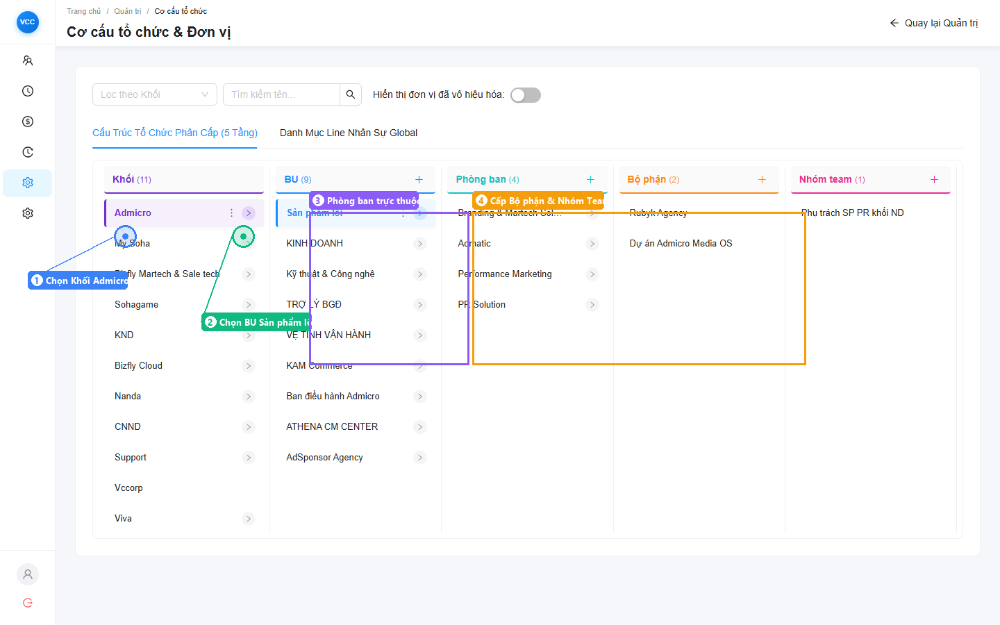 VCC
Trang chủ / Quản trị / Cơ cấu tổ chức
Cơ cấu tổ chức & Đơn vị
Quay lại Quản trị
Lọc theo Khối
Tìm kiếm tên...
Hiển thị đơn vị đã vô hiệu hóa:
Cấu Trúc Tổ Chức Phân Cấp (5 Tầng)
Danh Mục Line Nhân Sự Global
Khối (11)
Admicro
My Soha
Bizfly Martech & Sale tech
Sohagame
KND
Bizfly Cloud
Nanda
CNND
Support
Vccorp
Viva
BU (9)
Sản phẩm lõi
KINH DOANH
Kỹ thuật & Công nghệ
TRỢ LÝ BGĐ
VỆ TINH VẬN HÀNH
KAM Commerce
Ban điều hành Admicro
ATHENA CM CENTER
AdSponsor Agency
Phòng ban (4)
Branding & Martech Sol...
Admatic
Performance Marketing
PR Solution
Bộ phận (2)
Rubyk Agency
Dự án Admicro Media OS
Nhóm team (1)
Phụ trách SP PR khối ND
1 Chọn Khối Admicro
2 Chọn BU Sản phẩm
3 Phòng ban trực thuộc
4 Cấp Bộ phận & Nhóm Team